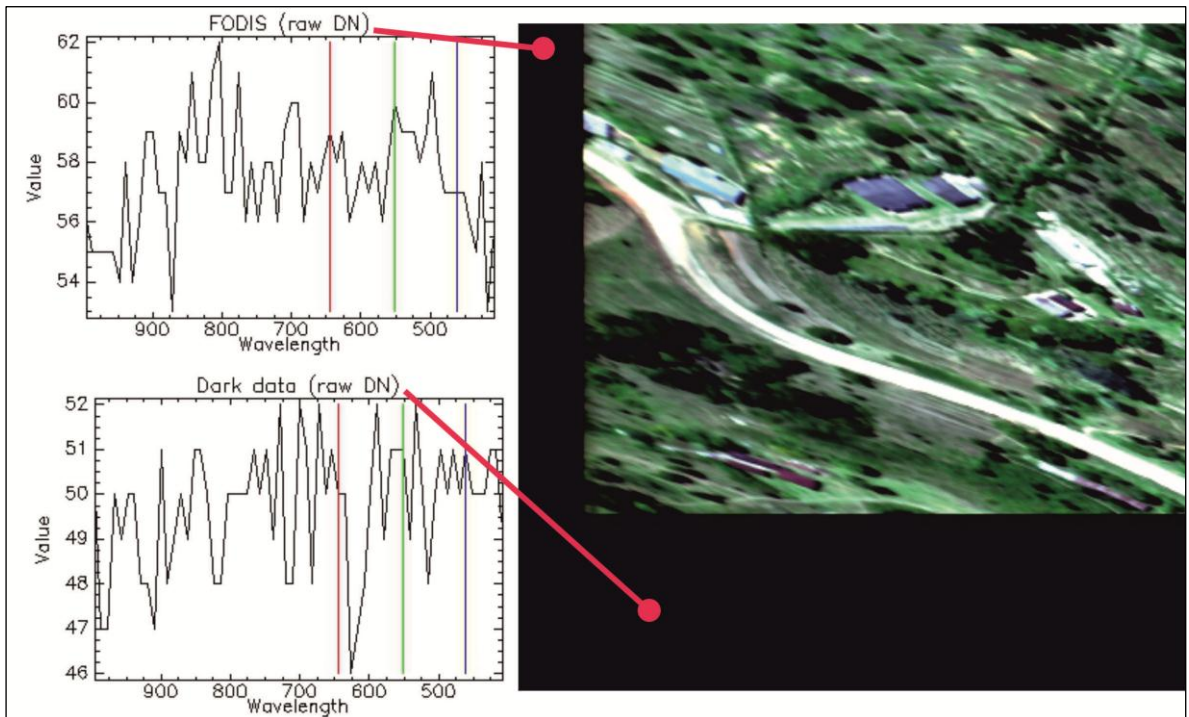 FODIS (raw DN)
62
60
58
56
54
Value
900 800 700 600 500
Wavelength
Dark data (raw DN)
52
51
50
49
48
47
46
Value
900 800 700 600 500
Wavelength